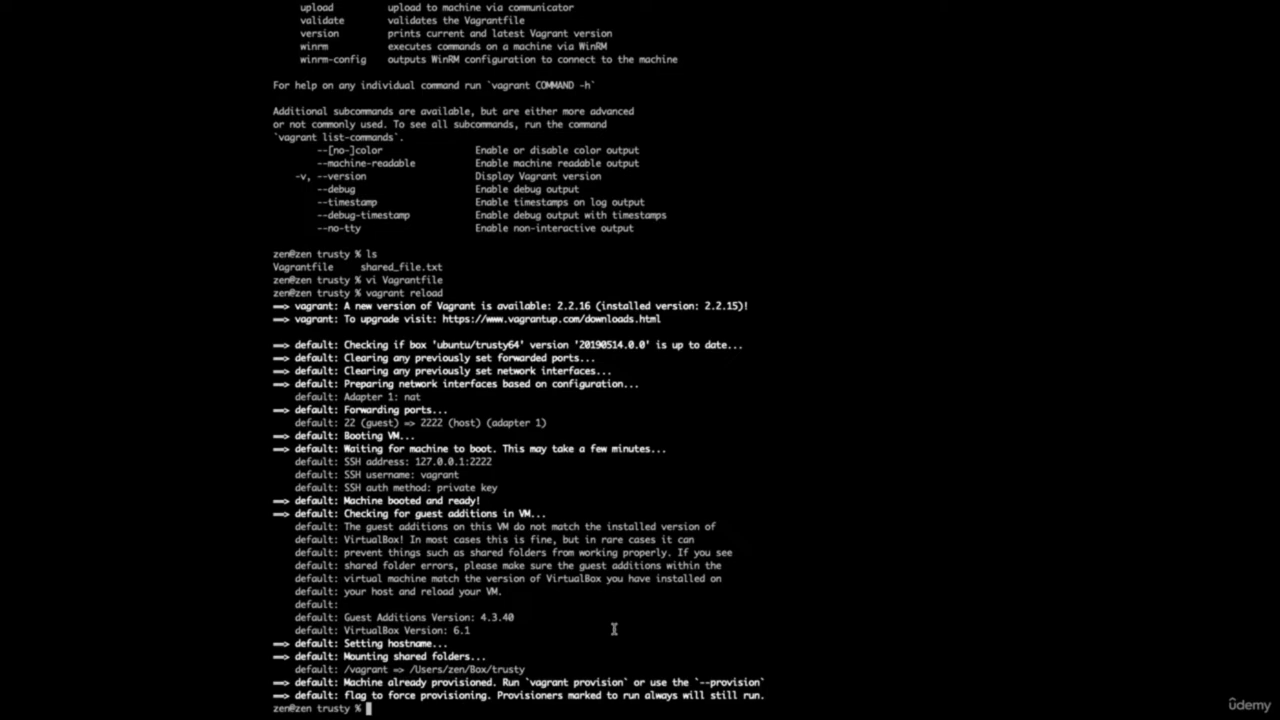 upload          upload to machine via communicator
validate        validates the Vagrantfile
version         prints current and latest Vagrant version
winrm           executes commands on a machine via WinRM
winrm-config    outputs WinRM configuration to connect to the machine
For help on any individual command run `vagrant COMMAND -h`
Additional subcommands are available, but are either more advanced
or not commonly used. To see all subcommands, run the command
`vagrant list-commands`.
--[no-]color                 Enable or disable color output
--machine-readable           Enable machine readable output
-v, --version                    Display Vagrant version
--debug                      Enable debug output
--timestamp                  Enable timestamps on log output
--debug-timestamp            Enable debug output with timestamps
--no-tty                     Enable non-interactive output
zen@zen trusty % ls
Vagrantfile     shared_file.txt
zen@zen trusty % vi Vagrantfile
zen@zen trusty % vagrant reload
==> vagrant: A new version of Vagrant is available: 2.2.16 (installed version: 2.2.15)!
==> vagrant: To upgrade visit: https://www.vagrantup.com/downloads.html
==> default: Checking if box 'ubuntu/trusty64' version '20190514.0.0' is up to date...
==> default: Clearing any previously set forwarded ports...
==> default: Clearing any previously set network interfaces...
==> default: Preparing network interfaces based on configuration...
default: Adapter 1: nat
==> default: Forwarding ports...
default: 22 (guest) => 2222 (host) (adapter 1)
==> default: Booting VM...
==> default: Waiting for machine to boot. This may take a few minutes...
default: SSH address: 127.0.0.1:2222
default: SSH username: vagrant
default: SSH auth method: private key
==> default: Machine booted and ready!
==> default: Checking for guest additions in VM...
default: The guest additions on this VM do not match the installed version of
default: VirtualBox! In most cases this is fine, but in rare cases it can
default: prevent things such as shared folders from working properly. If you see
default: shared folder errors, please make sure the guest additions within the
default: virtual machine match the version of VirtualBox you have installed on
default: your host and reload your VM.
default:
default: Guest Additions Version: 4.3.40
default: VirtualBox Version: 6.1
==> default: Setting hostname...
==> default: Mounting shared folders...
default: /vagrant => /Users/zen/Box/trusty
==> default: Machine already provisioned. Run `vagrant provision` or use the `--provision`
==> default: flag to force provisioning. Provisioners marked to run always will still run.
zen@zen trusty %
ûdemy